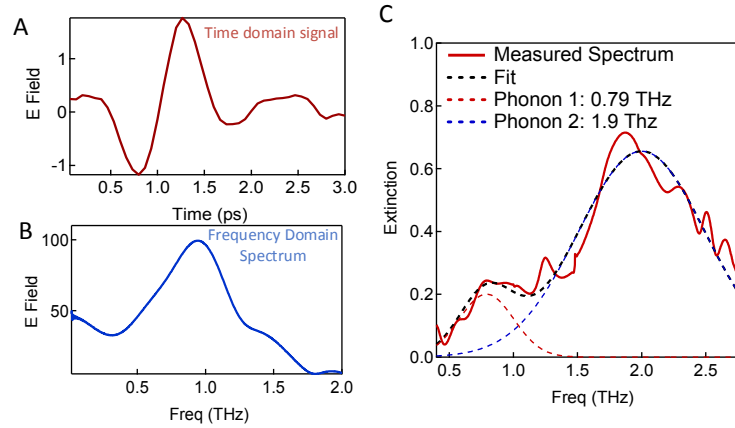 A
Time domain signal
E Field
1
0
-1
0.5
1.0
1.5
2.0
2.5
3.0
Time (ps)
B
Frequency Domain
Spectrum
E Field
100
50
0.5
1.0
1.5
2.0
Freq (THz)
C
Measured Spectrum
Fit
Phonon 1: 0.79 THz
Phonon 2: 1.9 Thz
Extinction
1.0
0.8
0.6
0.4
0.2
0.0
0.5
1.0
1.5
2.0
2.5
Freq (THz)